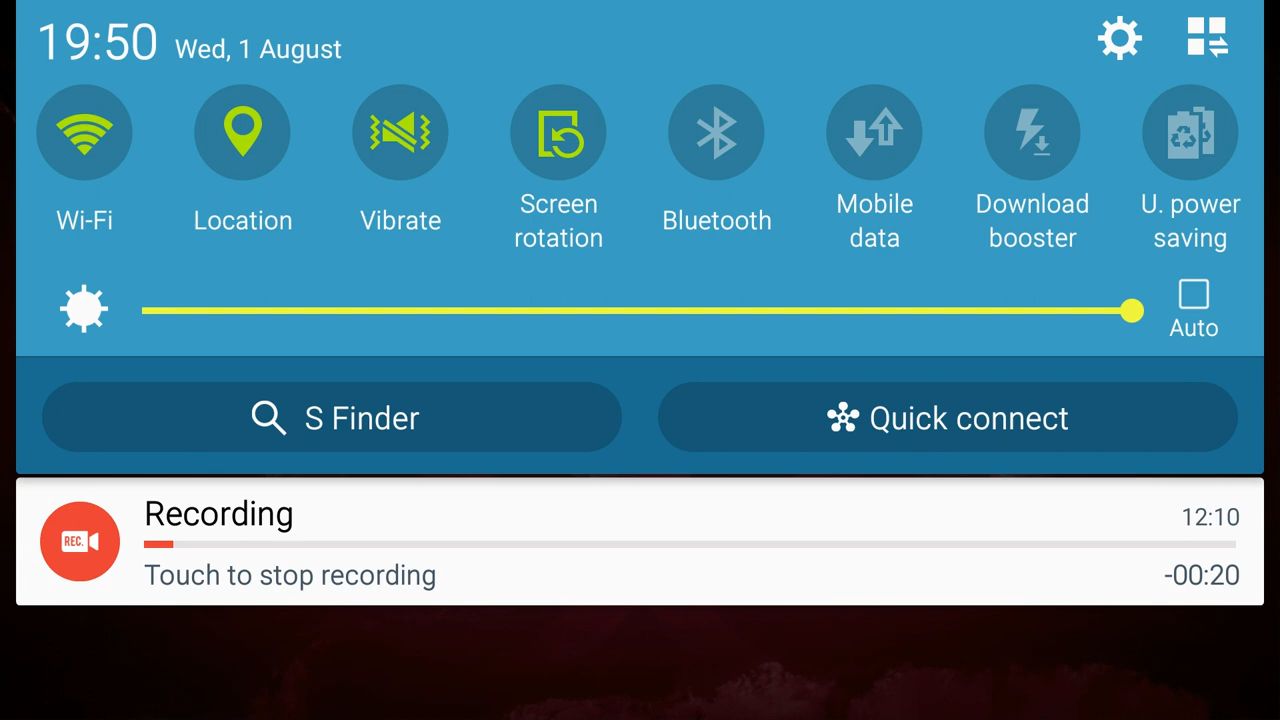 19:50 Wed, 1 August
Wi-Fi
Location
Vibrate
Screen
rotation
Bluetooth
Mobile
data
Download
booster
U. power
saving
Auto
S Finder
Quick connect
REC.
Recording
12:10
Touch to stop recording
-00:20